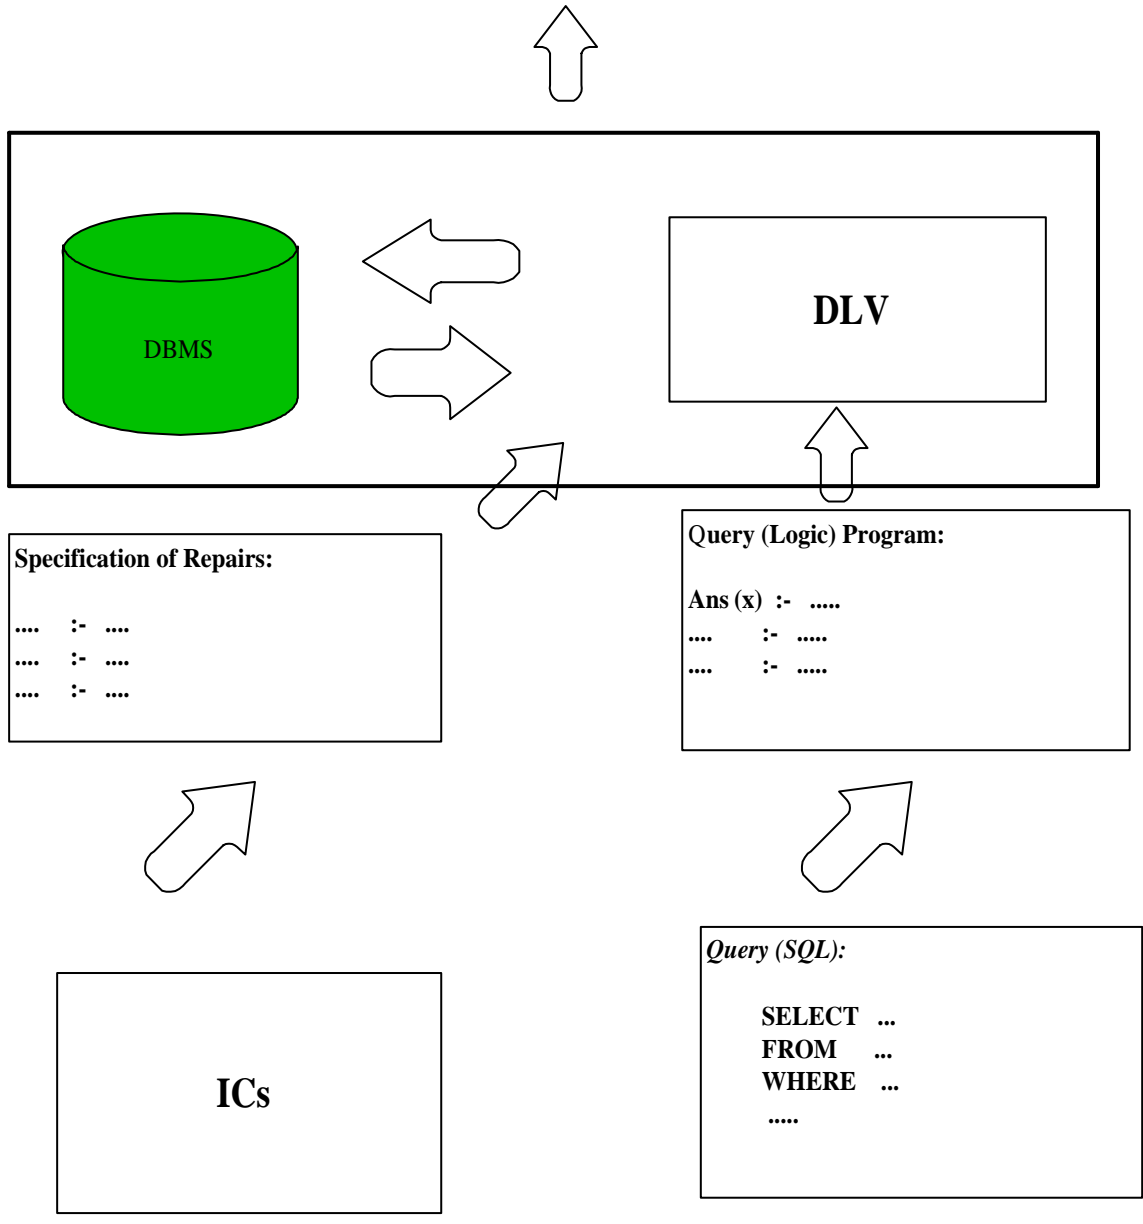 DLV
DBMS
Specification of Repairs:
.... :- ....
.... :- ....
.... :- ....
Query (Logic) Program:
Ans (x) :- .....
.... :- .....
.... :- .....
ICs
Query (SQL):
SELECT ...
FROM ...
WHERE ...
.....